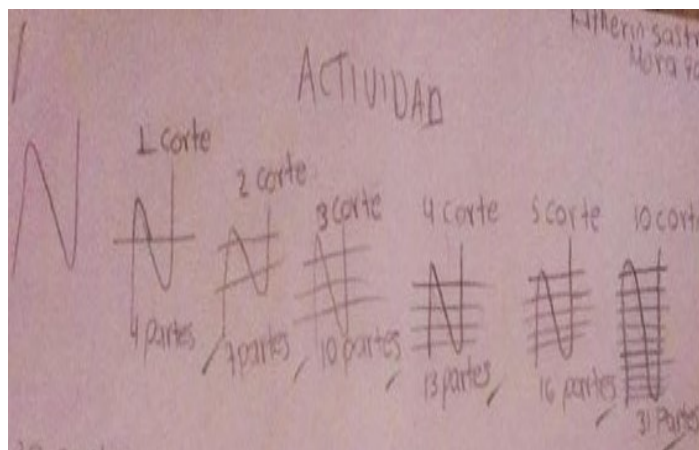 ACTIVIDAD
1 corte
2 corte
3 corte
4 corte
5 corte
10 corte
4 partes
7 partes
10 partes
13 partes
16 partes
31 Partes